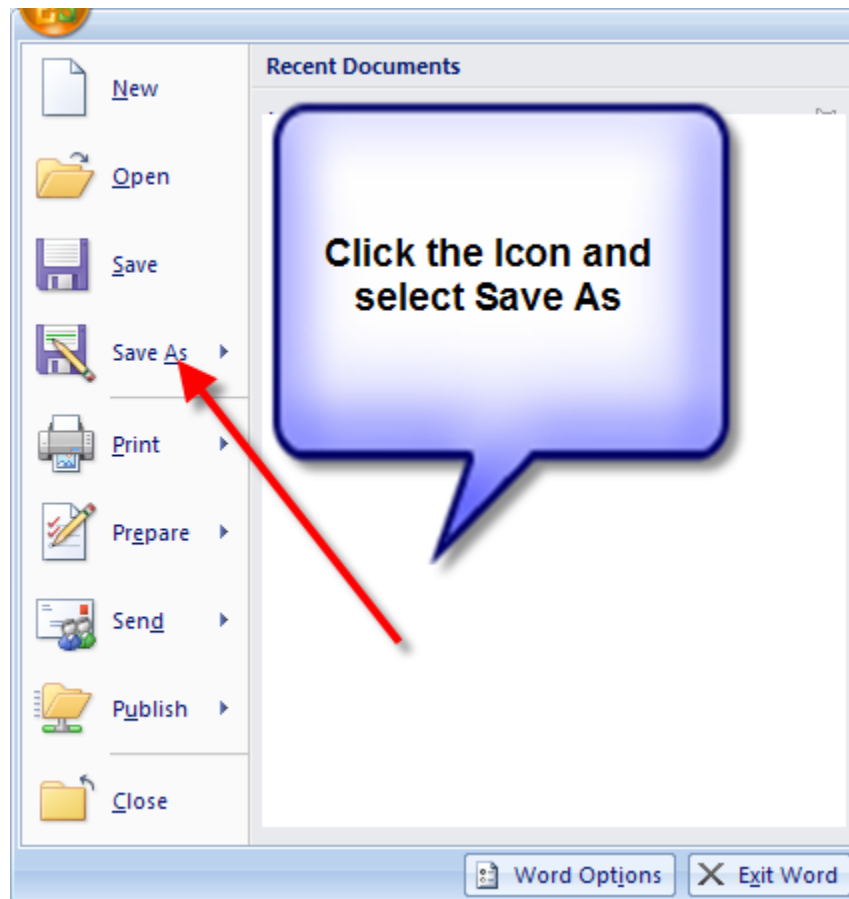 Recent Documents
New
Open
Save
Save As
Print
Prepare
Send
Publish
Close
Click the Icon and
select Save As
Word Options
Exit Word